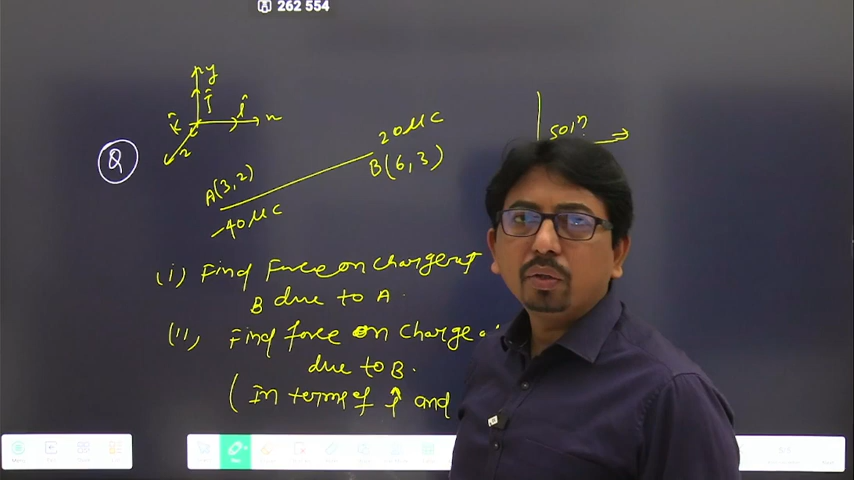 262 554
y
ĵ
î
x
k̂
z
Q
20μC
B(6,3)
A(3,2)
-40μC
Solⁿ
(i) Find Force on charge at
B due to A.
(ii) Find force on charge a
due to B.
(In terms of î and